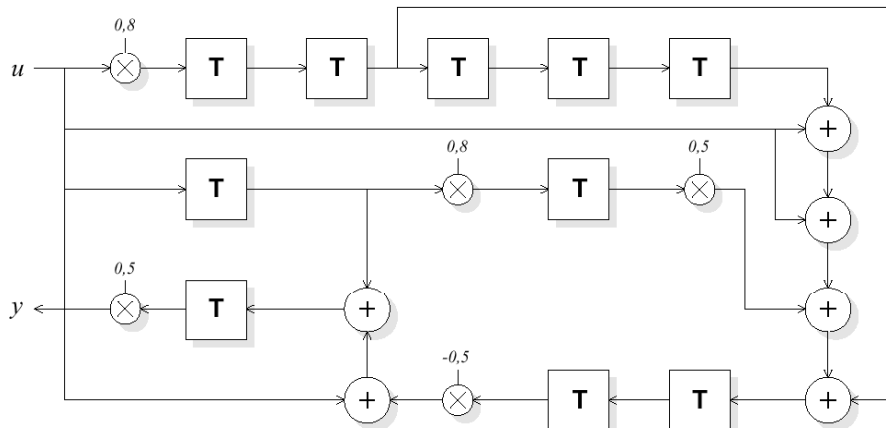 0,8
u T T T T T
+
0,8 0,5
T T
+
0,5
y T + +
-0,5
+ T T +